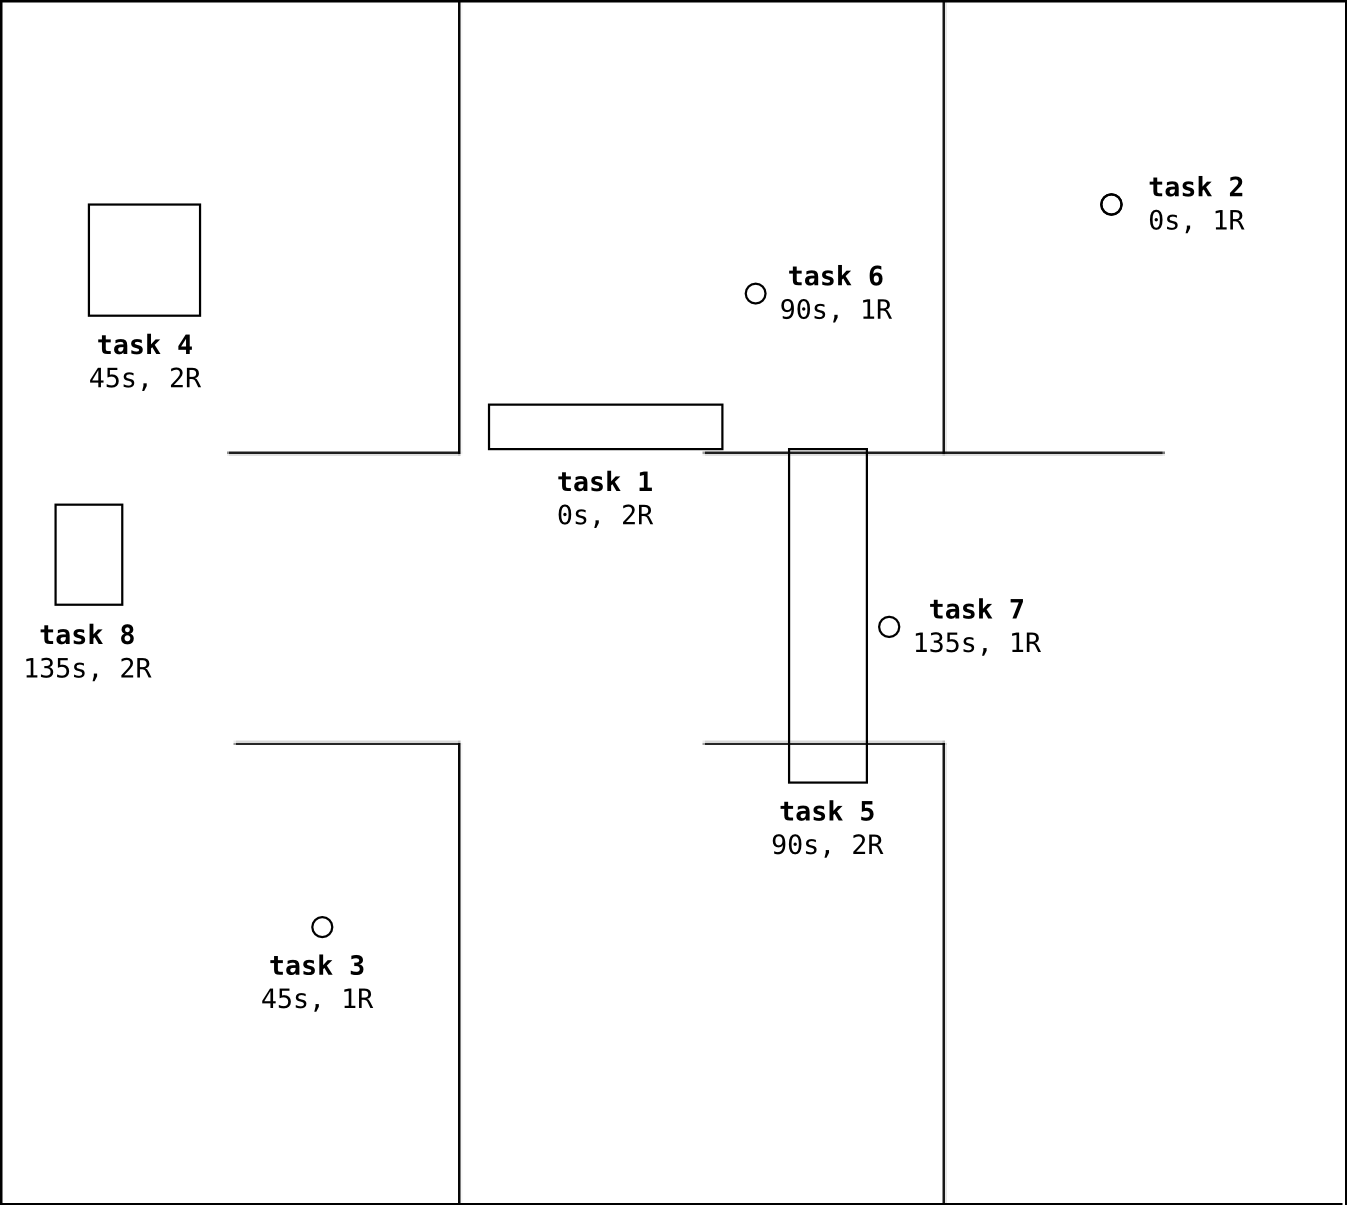 task 2
0s, 1R
task 6
90s, 1R
task 4
45s, 2R
task 1
0s, 2R
task 7
135s, 1R
task 8
135s, 2R
task 5
90s, 2R
task 3
45s, 1R